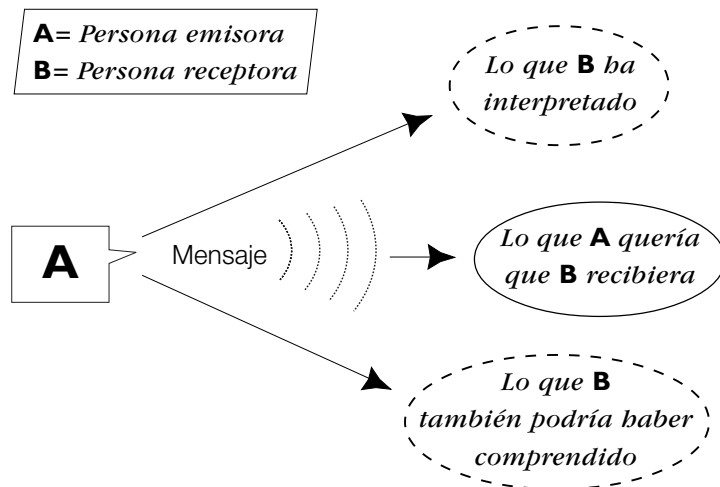 A= Persona emisora
B= Persona receptora
Lo que B ha
interpretado
A
Mensaje
Lo que A quería
que B recibiera
Lo que B
también podría haber
comprendido